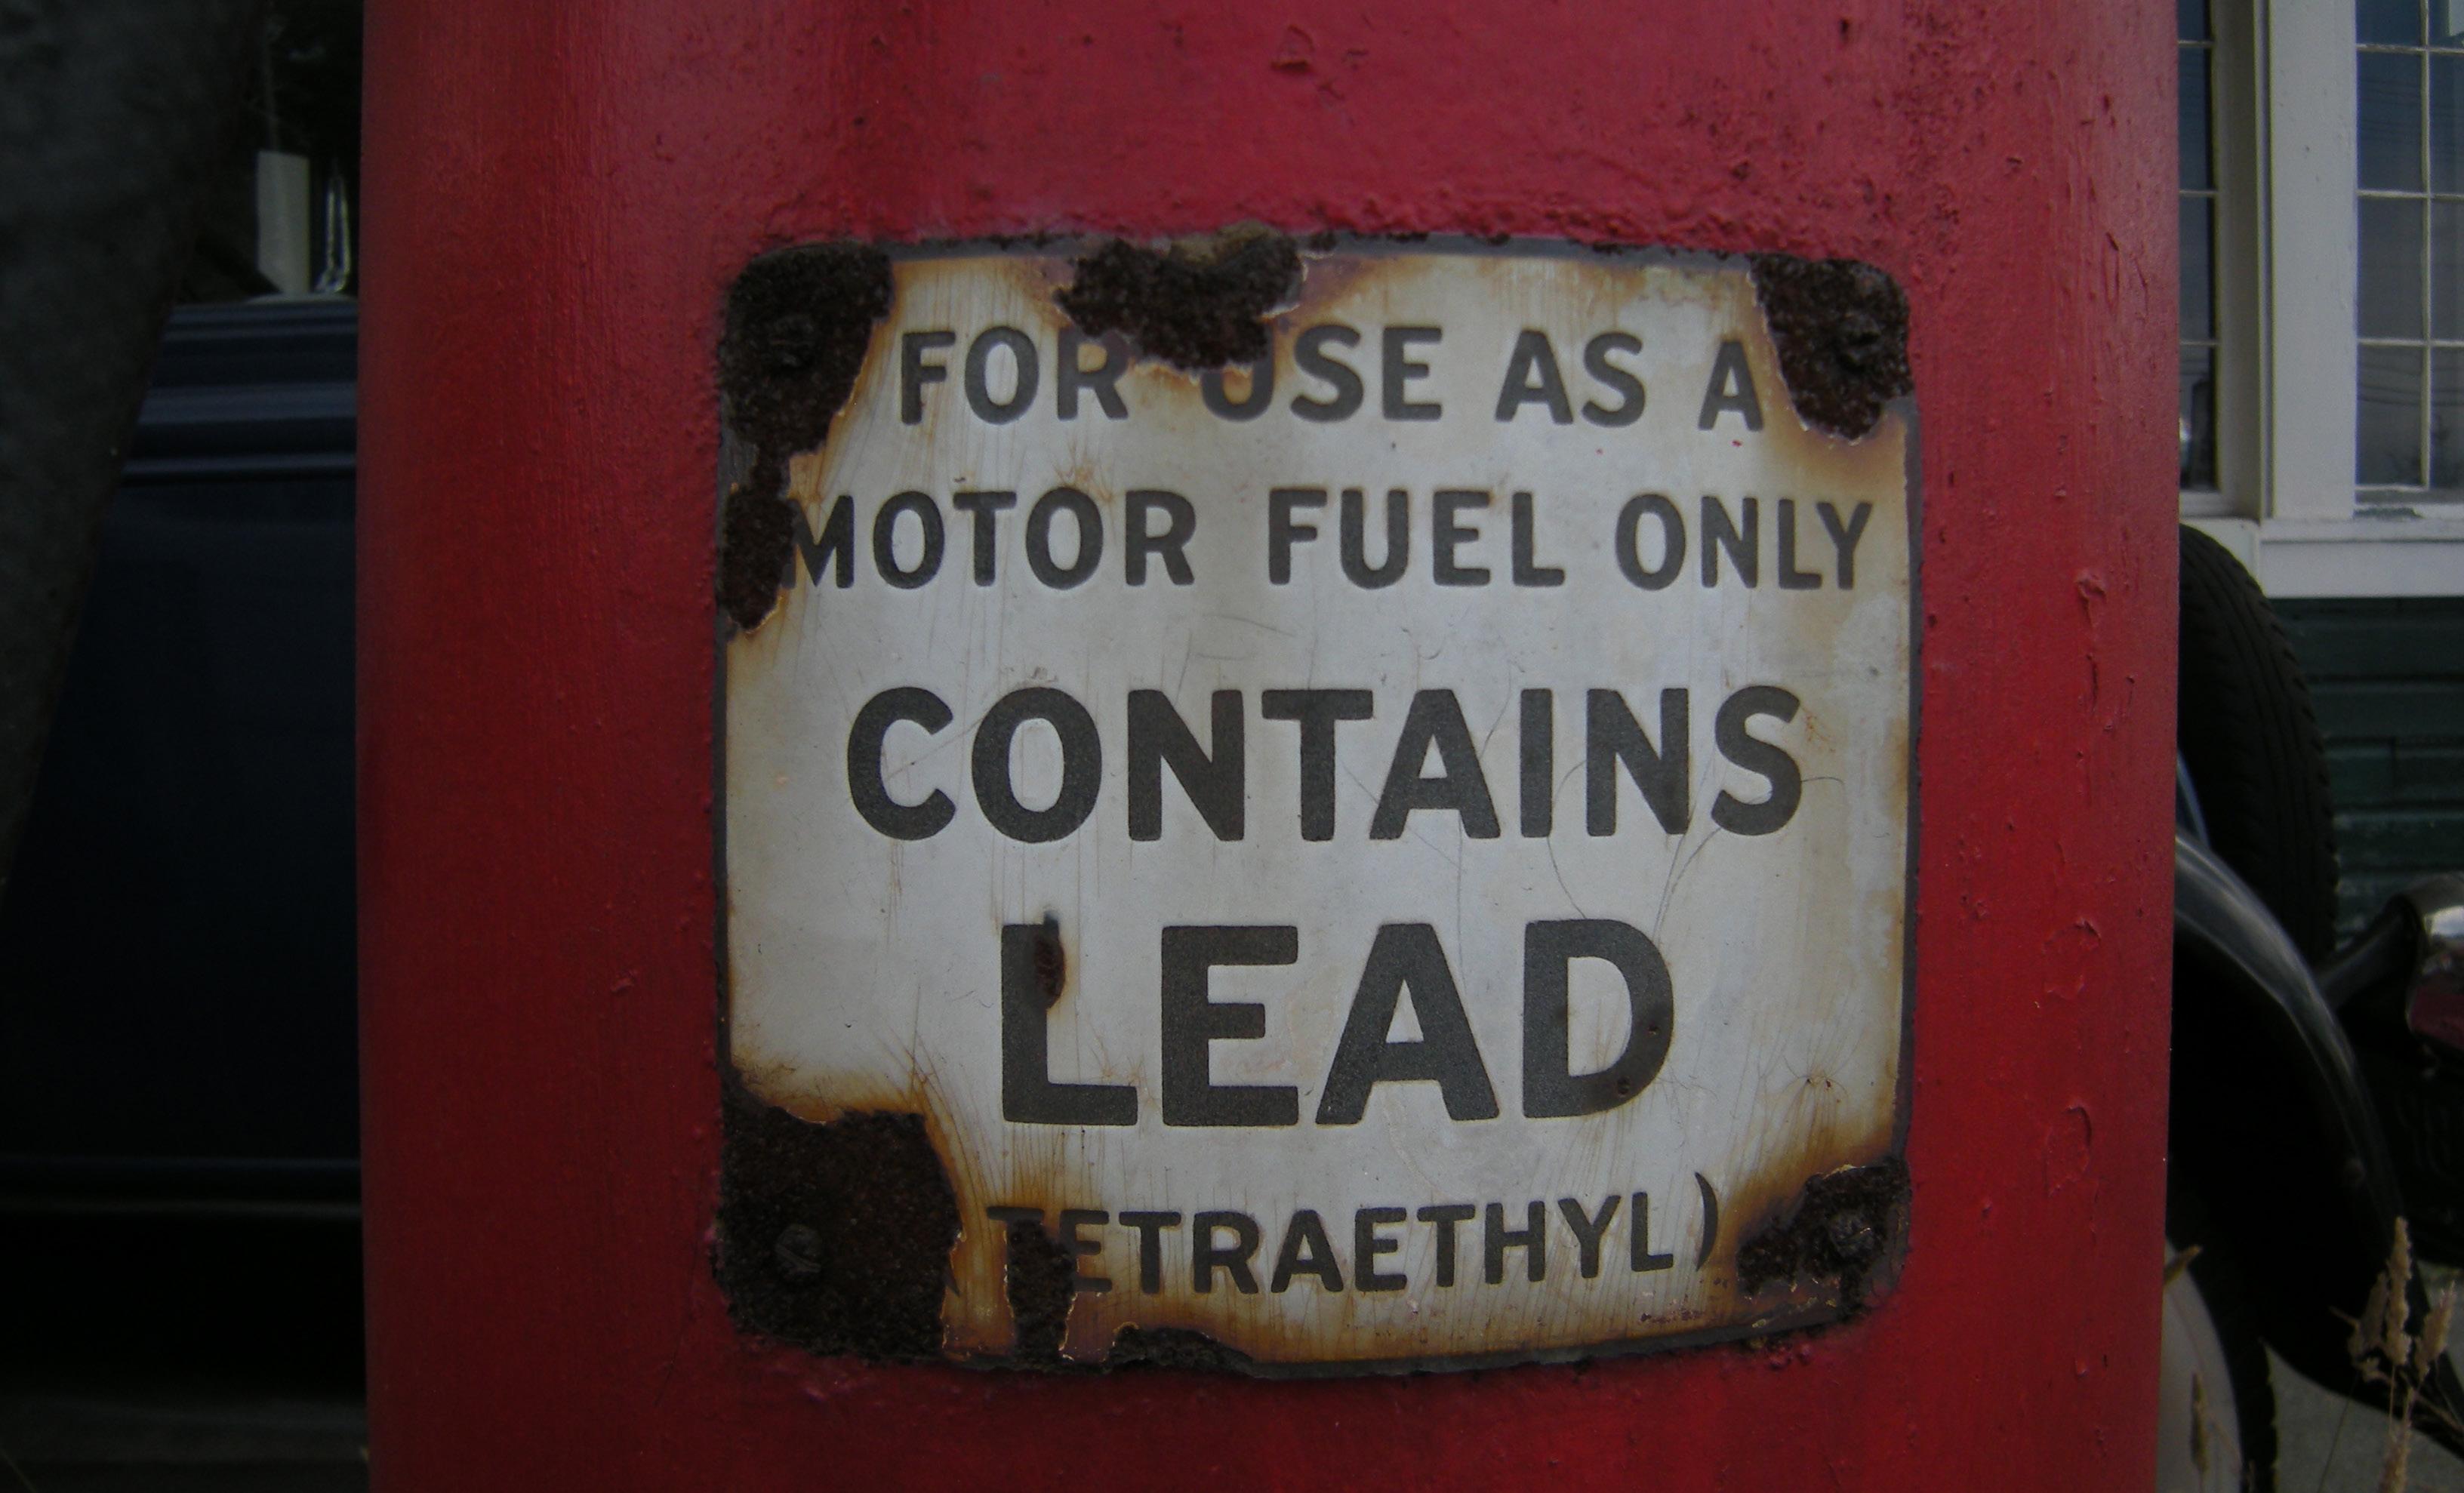 FOR USE AS A
MOTOR FUEL ONLY
CONTAINS
LEAD
(TETRAETHYL)